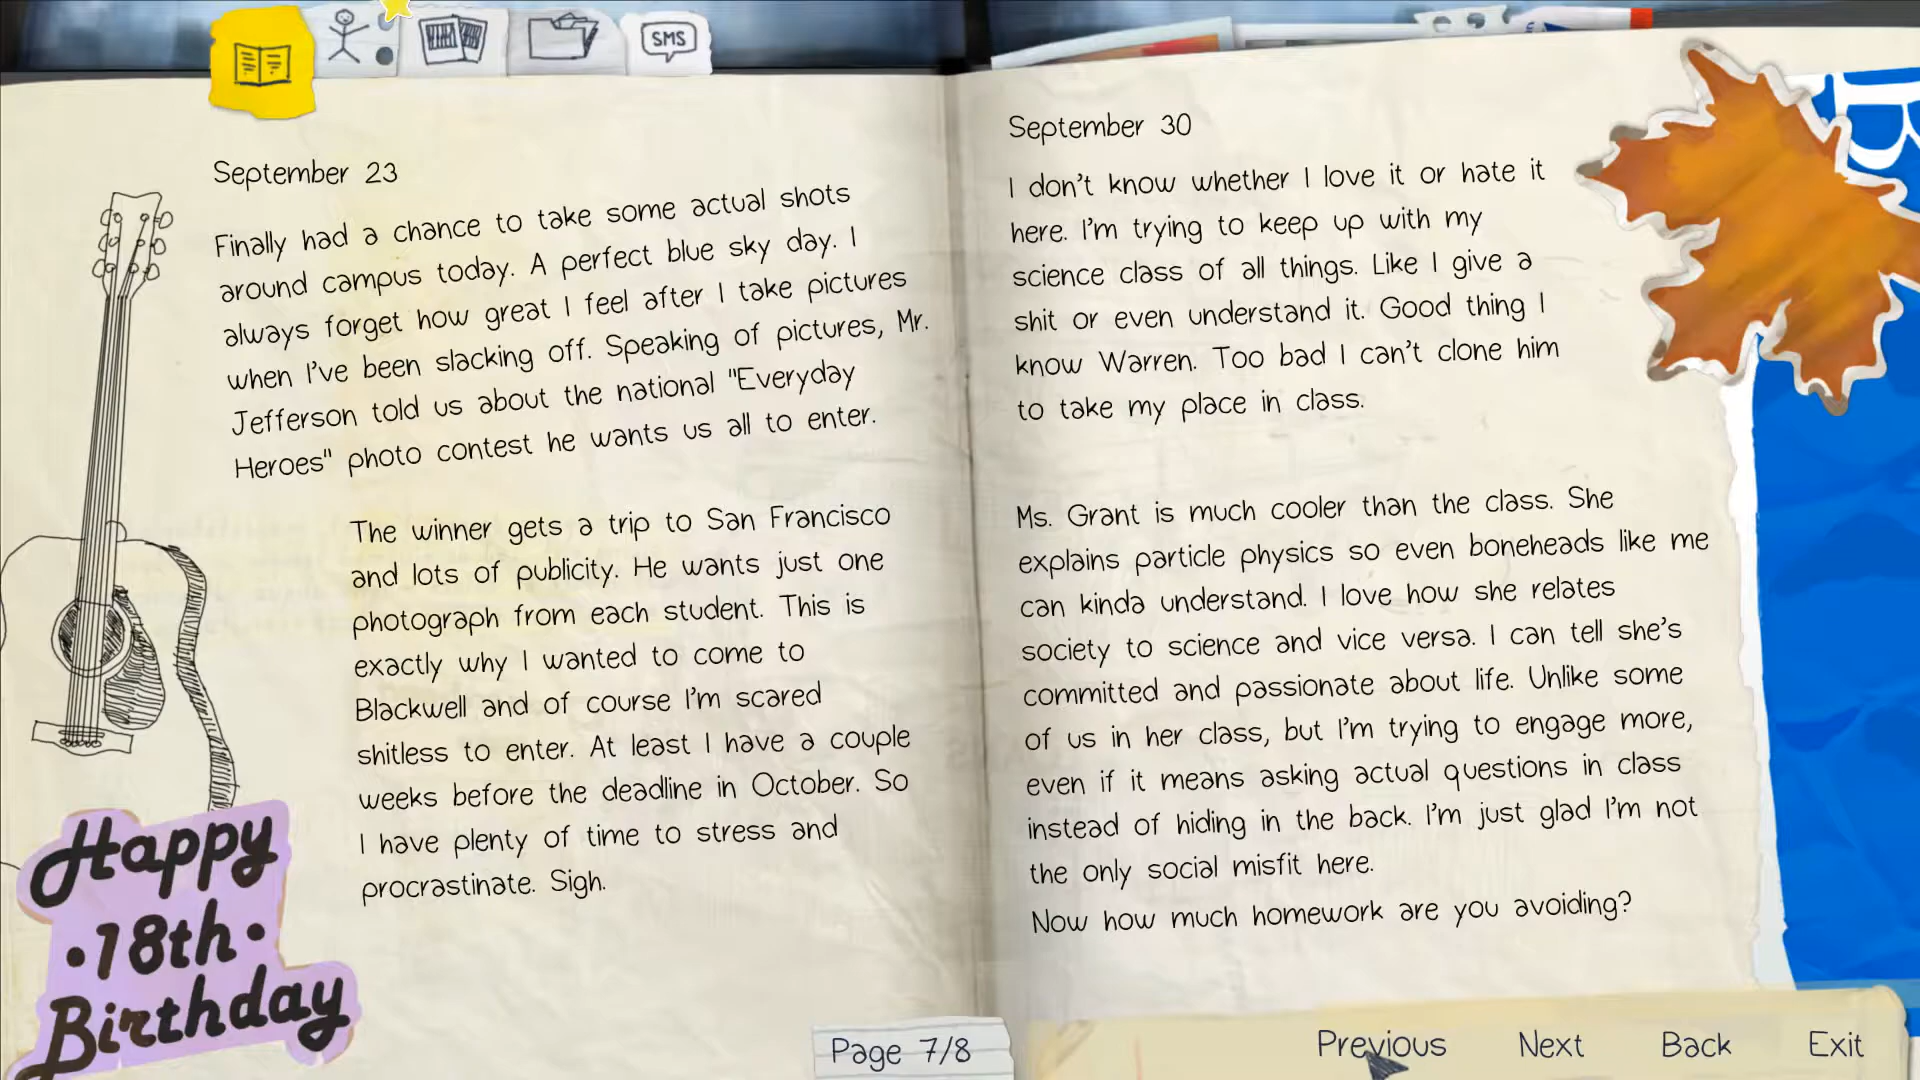 SMS
September 23
Finally had a chance to take some actual shots
around campus today. A perfect blue sky day. I
always forget how great I feel after I take pictures
when I've been slacking off. Speaking of pictures, Mr.
Jefferson told us about the national "Everyday
Heroes" photo contest he wants us all to enter.
The winner gets a trip to San Francisco
and lots of publicity. He wants just one
photograph from each student. This is
exactly why I wanted to come to
Blackwell and of course I'm scared
shitless to enter. At least I have a couple
weeks before the deadline in October. So
I have plenty of time to stress and
procrastinate. Sigh.
Happy
•18th•
Birthday
September 30
I don't know whether I love it or hate it
here. I'm trying to keep up with my
science class of all things. Like I give a
shit or even understand it. Good thing I
know Warren. Too bad I can't clone him
to take my place in class.
Ms. Grant is much cooler than the class. She
explains particle physics so even boneheads like me
can kinda understand. I love how she relates
society to science and vice versa. I can tell she's
committed and passionate about life. Unlike some
of us in her class, but I'm trying to engage more,
even if it means asking actual questions in class
instead of hiding in the back. I'm just glad I'm not
the only social misfit here.
Now how much homework are you avoiding?
B
Page 7/8
Previous Next Back Exit